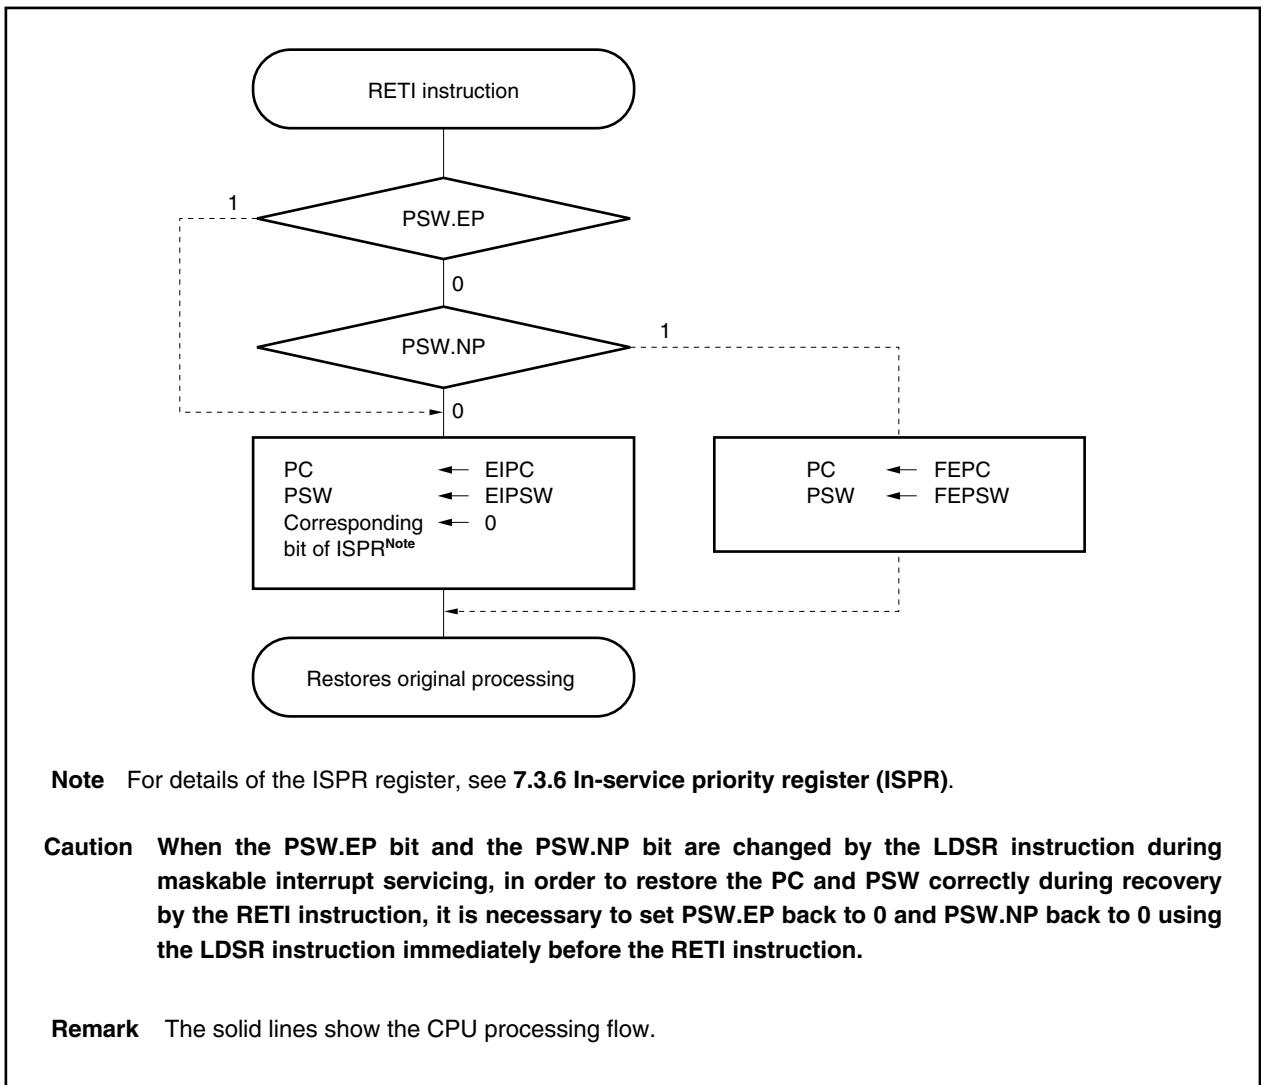 RETI instruction
1
PSW.EP
0
PSW.NP
1
0
PC ← EIPC
PSW ← EIPSW
Corresponding ← 0
bit of ISPRNote
PC ← FEPC
PSW ← FEPSW
Restores original processing
Note For details of the ISPR register, see 7.3.6 In-service priority register (ISPR).
Caution When the PSW.EP bit and the PSW.NP bit are changed by the LDSR instruction during
maskable interrupt servicing, in order to restore the PC and PSW correctly during recovery
by the RETI instruction, it is necessary to set PSW.EP back to 0 and PSW.NP back to 0 using
the LDSR instruction immediately before the RETI instruction.
Remark The solid lines show the CPU processing flow.